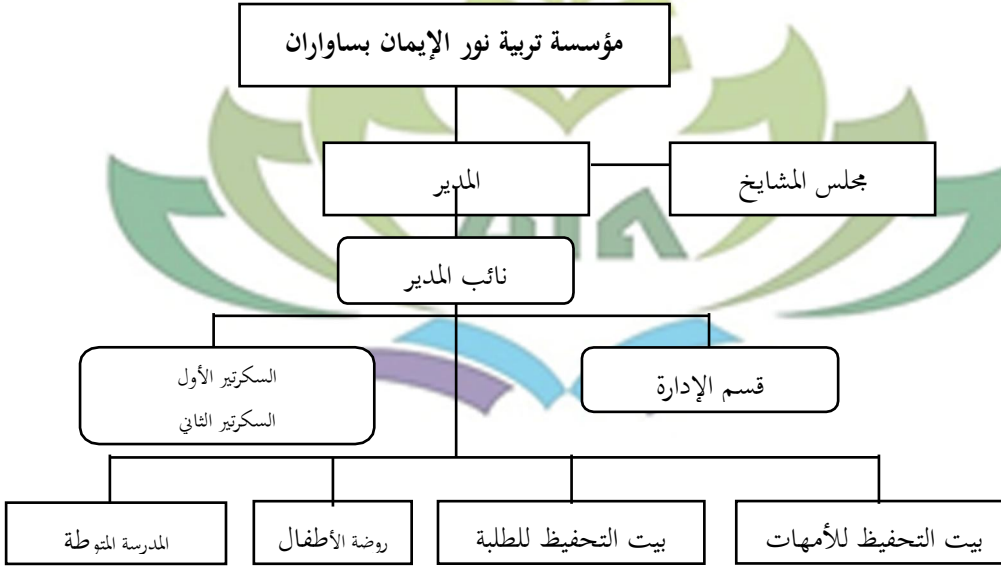 مؤسسة تربية نور الإيمان بساواران
مجلس المشايخ
المدير
نائب المدير
قسم الإدارة
السكرتير الأول
السكرتير الثاني
بيت التحفيظ للأمهات
بيت التحفيظ للطلبة
روضة الأطفال
المدرسة المتوطة